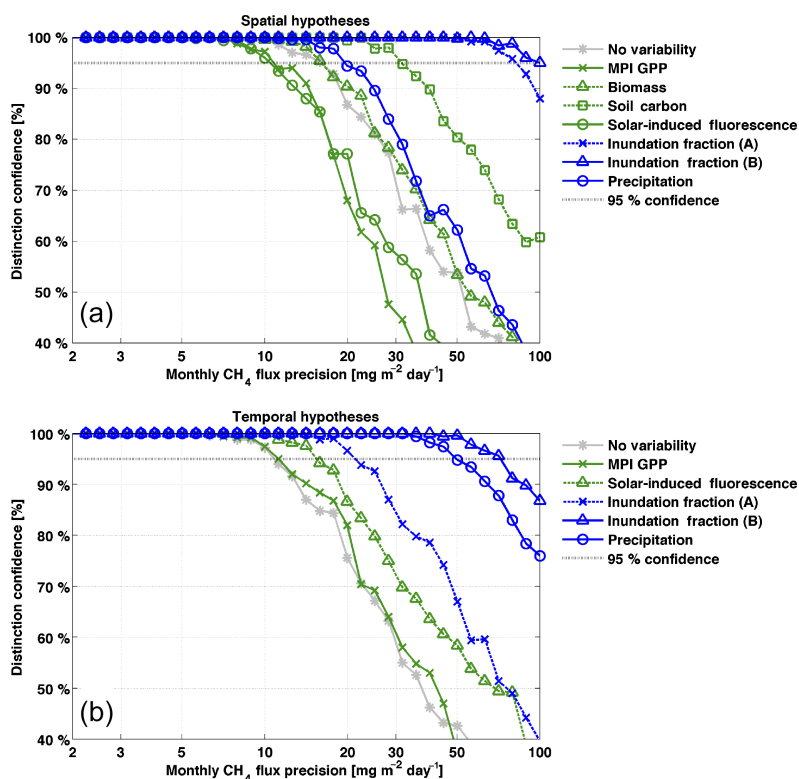 Spatial hypotheses
100 %
90 %
80 %
70 %
60 %
50 %
40 %
Distinction confidence [%]
(a)
2 3 5 10 20 30 50 100
Monthly CH4 flux precision [mg m−2 day−1]
No variability
MPI GPP
Biomass
Soil carbon
Solar-induced fluorescence
Inundation fraction (A)
Inundation fraction (B)
Precipitation
95 % confidence
Temporal hypotheses
100 %
90 %
80 %
70 %
60 %
50 %
40 %
Distinction confidence [%]
(b)
2 3 5 10 20 30 50 100
Monthly CH4 flux precision [mg m−2 day−1]
No variability
MPI GPP
Solar-induced fluorescence
Inundation fraction (A)
Inundation fraction (B)
Precipitation
95 % confidence